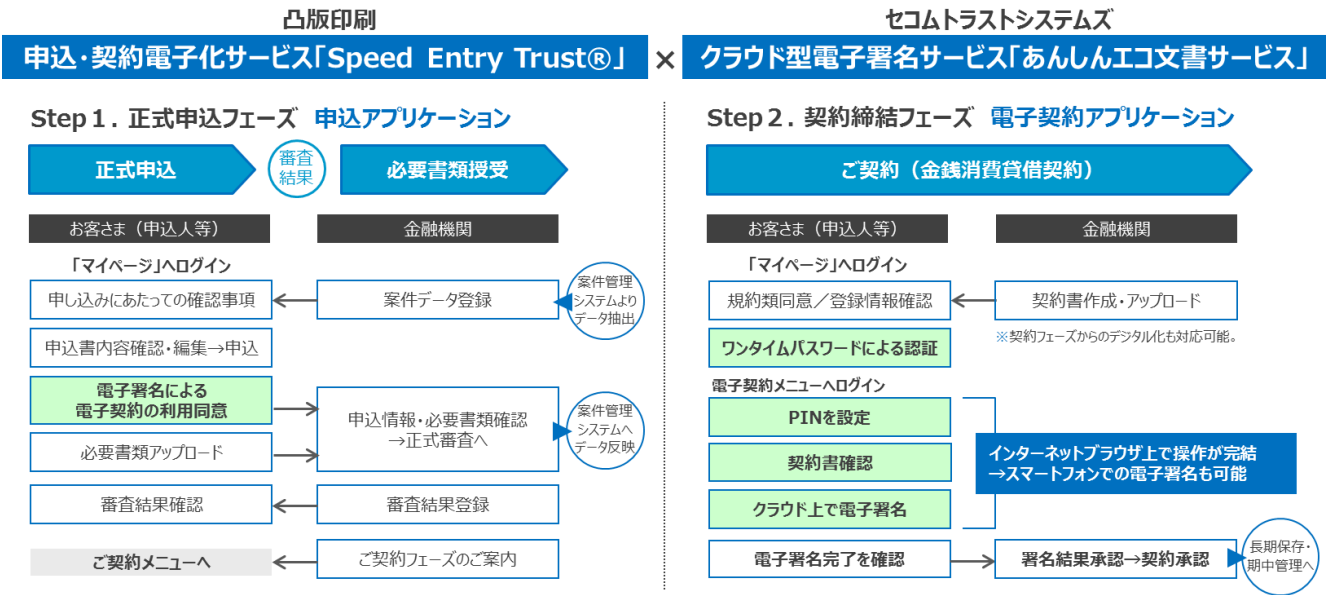 凸版印刷
申込・契約電子化サービス「Speed Entry Trust®」
×
セコムトラストシステムズ
クラウド型電子署名サービス「あんしんエコ文書サービス」
Step１. 正式申込フェーズ 申込アプリケーション
正式申込
審査
結果
必要書類授受
お客さま（申込人等）
金融機関
「マイページ」へログイン
申し込みにあたっての確認事項
案件データ登録
案件管理
システムより
データ抽出
申込書内容確認・編集→申込
電子署名による
電子契約の利用同意
必要書類アップロード
申込情報・必要書類確認
→正式審査へ
案件管理
システムへ
データ反映
審査結果確認
審査結果登録
ご契約メニューへ
ご契約フェーズのご案内
Step２. 契約締結フェーズ 電子契約アプリケーション
ご契約（金銭消費貸借契約）
お客さま（申込人等）
金融機関
「マイページ」へログイン
規約類同意／登録情報確認
契約書作成・アップロード
※契約フェーズからのデジタル化も対応可能。
ワンタイムパスワードによる認証
電子契約メニューへログイン
PINを設定
契約書確認
クラウド上で電子署名
インターネットブラウザ上で操作が完結
→スマートフォンでの電子署名も可能
電子署名完了を確認
署名結果承認→契約承認
長期保存・
期中管理へ